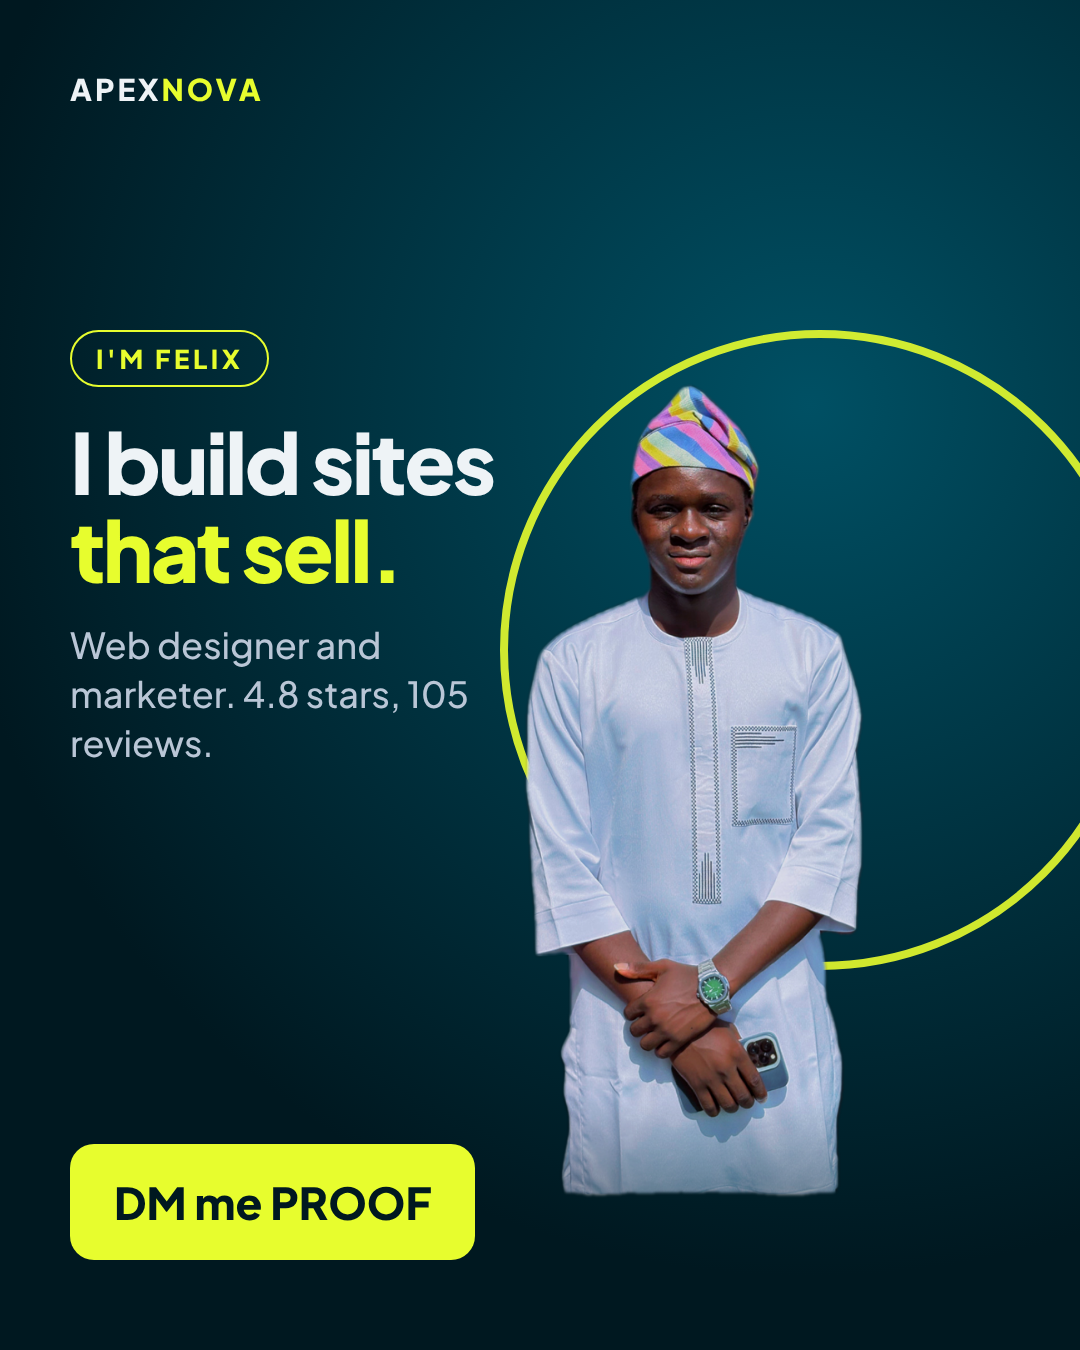 APEXNOVA
I'M FELIX
I build sites
that sell.
Web designer and
marketer. 4.8 stars, 105
reviews.
DM me PROOF